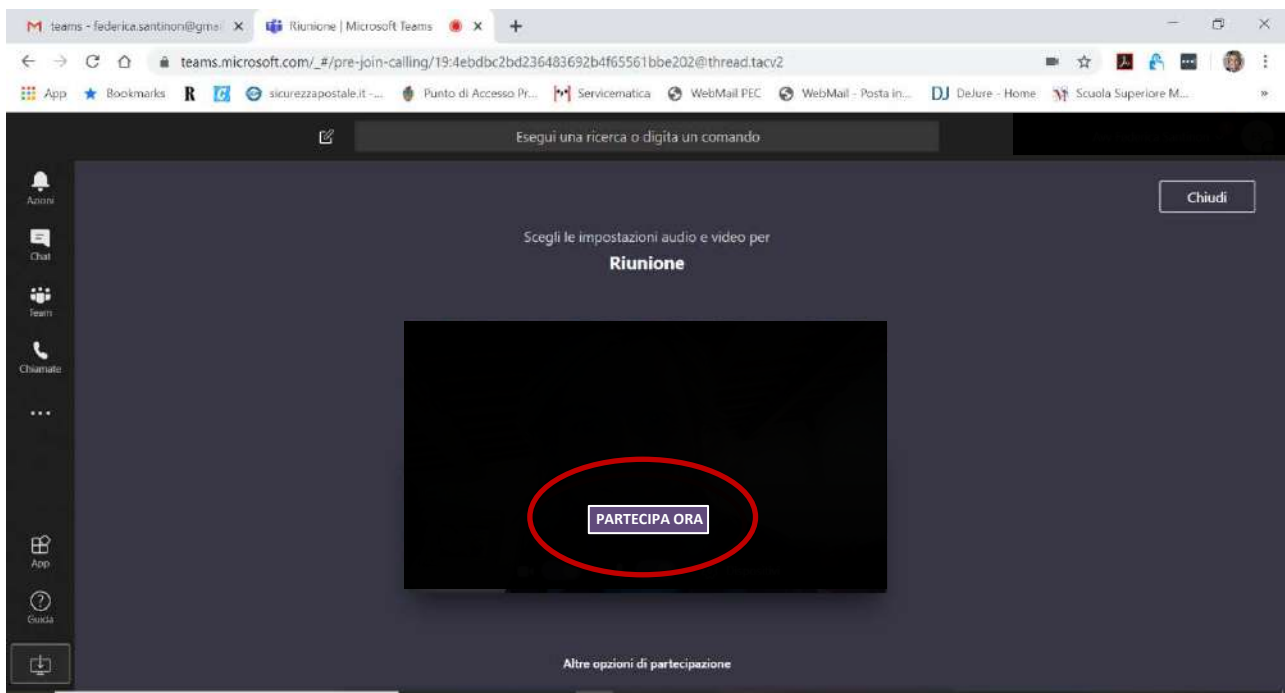 teams - federica.santinon@gmai
Riunione | Microsoft Teams
teams.microsoft.com/_#/pre-join-calling/19:4ebdbc2bd236483692b4f65561bbe202@thread.tacv2
App Bookmarks R G sicurezzapostale.it -... Punto di Accesso Pr... Servicematica WebMail PEC WebMail - Posta in... DJ DeJure - Home Scuola Superiore M... »
Esegui una ricerca o digita un comando
Chiudi
Scegli le impostazioni audio e video per
Riunione
Chat
Team
Chiamate
PARTECIPA ORA
App
Guida
Altre opzioni di partecipazione